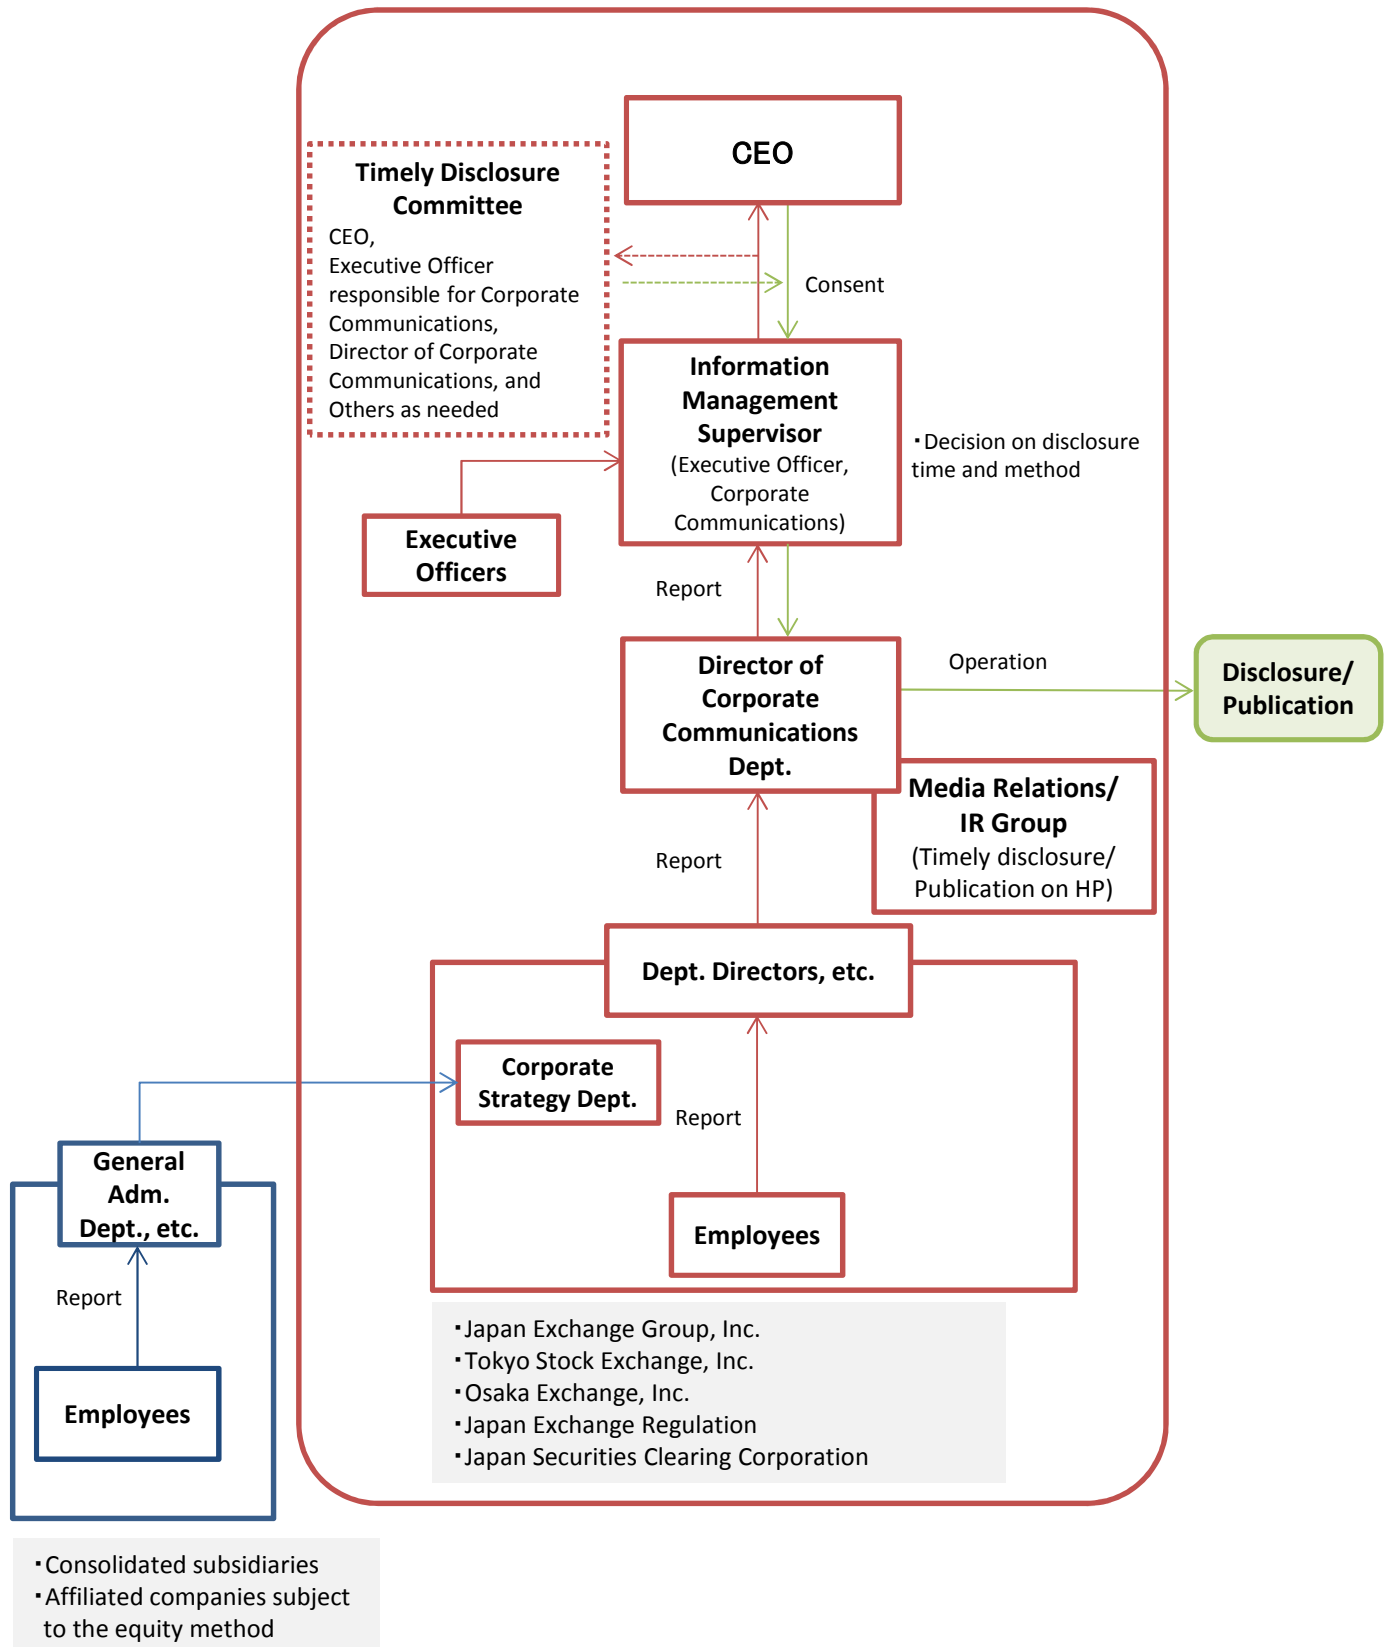 CEO
Timely Disclosure
Committee
CEO,
Executive Officer
responsible for Corporate
Communications,
Director of Corporate
Communications, and
Others as needed
Consent
Information
Management
Supervisor
(Executive Officer,
Corporate
Communications)
・Decision on disclosure
time and method
Executive
Officers
Report
Director of
Corporate
Communications
Dept.
Operation
Disclosure/
Publication
Media Relations/
IR Group
(Timely disclosure/
Publication on HP)
Report
Dept. Directors, etc.
Corporate
Strategy Dept.
Report
Employees
General
Adm.
Dept., etc.
Report
Employees
・Japan Exchange Group, Inc.
・Tokyo Stock Exchange, Inc.
・Osaka Exchange, Inc.
・Japan Exchange Regulation
・Japan Securities Clearing Corporation
・Consolidated subsidiaries
・Affiliated companies subject
to the equity method